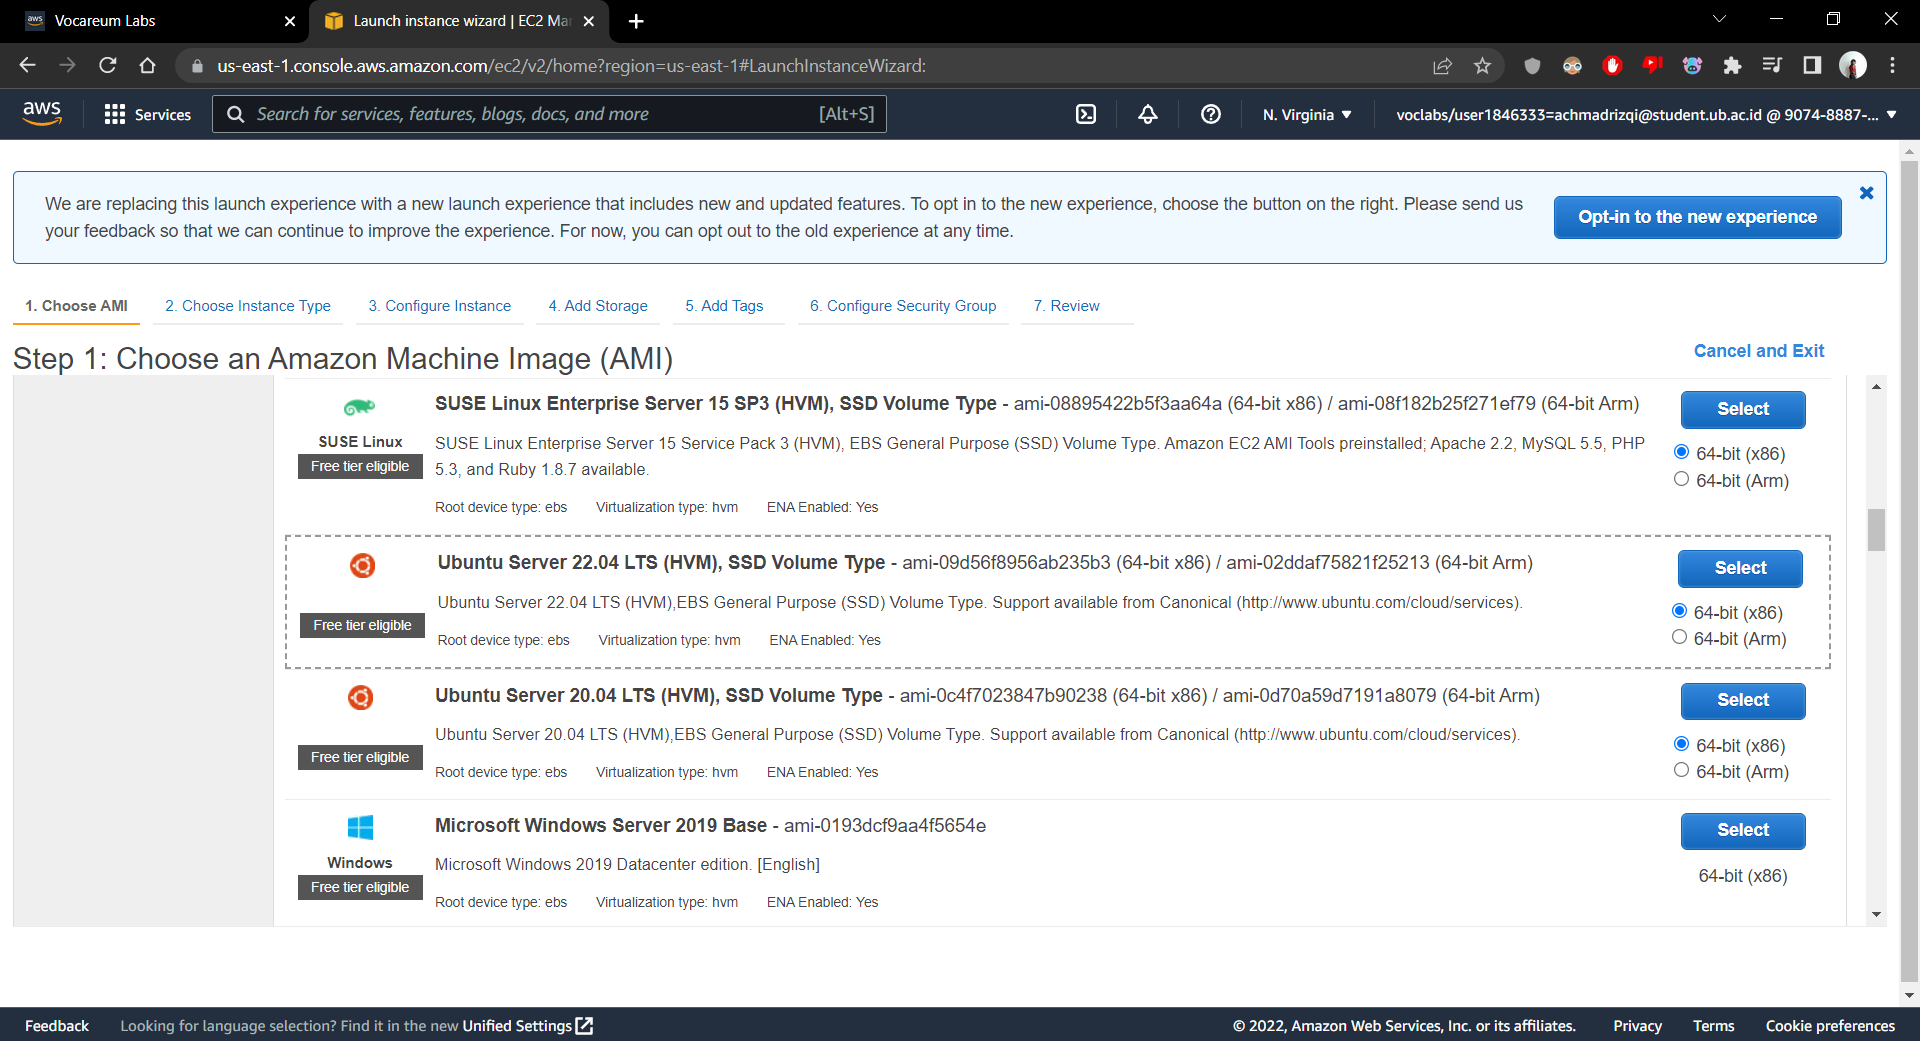 aws Vocareum Labs
Launch instance wizard | EC2 Mar
us-east-1.console.aws.amazon.com/ec2/v2/home?region=us-east-1#LaunchInstanceWizard:
aws Services Search for services, features, blogs, docs, and more [Alt+S] N. Virginia voclabs/user1846333=achmadrizqi@student.ub.ac.id @ 9074-8887-...
We are replacing this launch experience with a new launch experience that includes new and updated features. To opt in to the new experience, choose the button on the right. Please send us
your feedback so that we can continue to improve the experience. For now, you can opt out to the old experience at any time.
Opt-in to the new experience
1. Choose AMI 2. Choose Instance Type 3. Configure Instance 4. Add Storage 5. Add Tags 6. Configure Security Group 7. Review
Step 1: Choose an Amazon Machine Image (AMI)
Cancel and Exit
SUSE Linux
Free tier eligible
SUSE Linux Enterprise Server 15 SP3 (HVM), SSD Volume Type - ami-08895422b5f3aa64a (64-bit x86) / ami-08f182b25f271ef79 (64-bit Arm)
SUSE Linux Enterprise Server 15 Service Pack 3 (HVM), EBS General Purpose (SSD) Volume Type. Amazon EC2 AMI Tools preinstalled; Apache 2.2, MySQL 5.5, PHP
5.3, and Ruby 1.8.7 available.
Root device type: ebs Virtualization type: hvm ENA Enabled: Yes
Select
64-bit (x86)
64-bit (Arm)
Free tier eligible
Ubuntu Server 22.04 LTS (HVM), SSD Volume Type - ami-09d56f8956ab235b3 (64-bit x86) / ami-02ddaf75821f25213 (64-bit Arm)
Ubuntu Server 22.04 LTS (HVM),EBS General Purpose (SSD) Volume Type. Support available from Canonical (http://www.ubuntu.com/cloud/services).
Root device type: ebs Virtualization type: hvm ENA Enabled: Yes
Select
64-bit (x86)
64-bit (Arm)
Free tier eligible
Ubuntu Server 20.04 LTS (HVM), SSD Volume Type - ami-0c4f7023847b90238 (64-bit x86) / ami-0d70a59d7191a8079 (64-bit Arm)
Ubuntu Server 20.04 LTS (HVM),EBS General Purpose (SSD) Volume Type. Support available from Canonical (http://www.ubuntu.com/cloud/services).
Root device type: ebs Virtualization type: hvm ENA Enabled: Yes
Select
64-bit (x86)
64-bit (Arm)
Windows
Free tier eligible
Microsoft Windows Server 2019 Base - ami-0193dcf9aa4f5654e
Microsoft Windows 2019 Datacenter edition. [English]
Root device type: ebs Virtualization type: hvm ENA Enabled: Yes
Select
64-bit (x86)
Feedback Looking for language selection? Find it in the new Unified Settings © 2022, Amazon Web Services, Inc. or its affiliates. Privacy Terms Cookie preferences